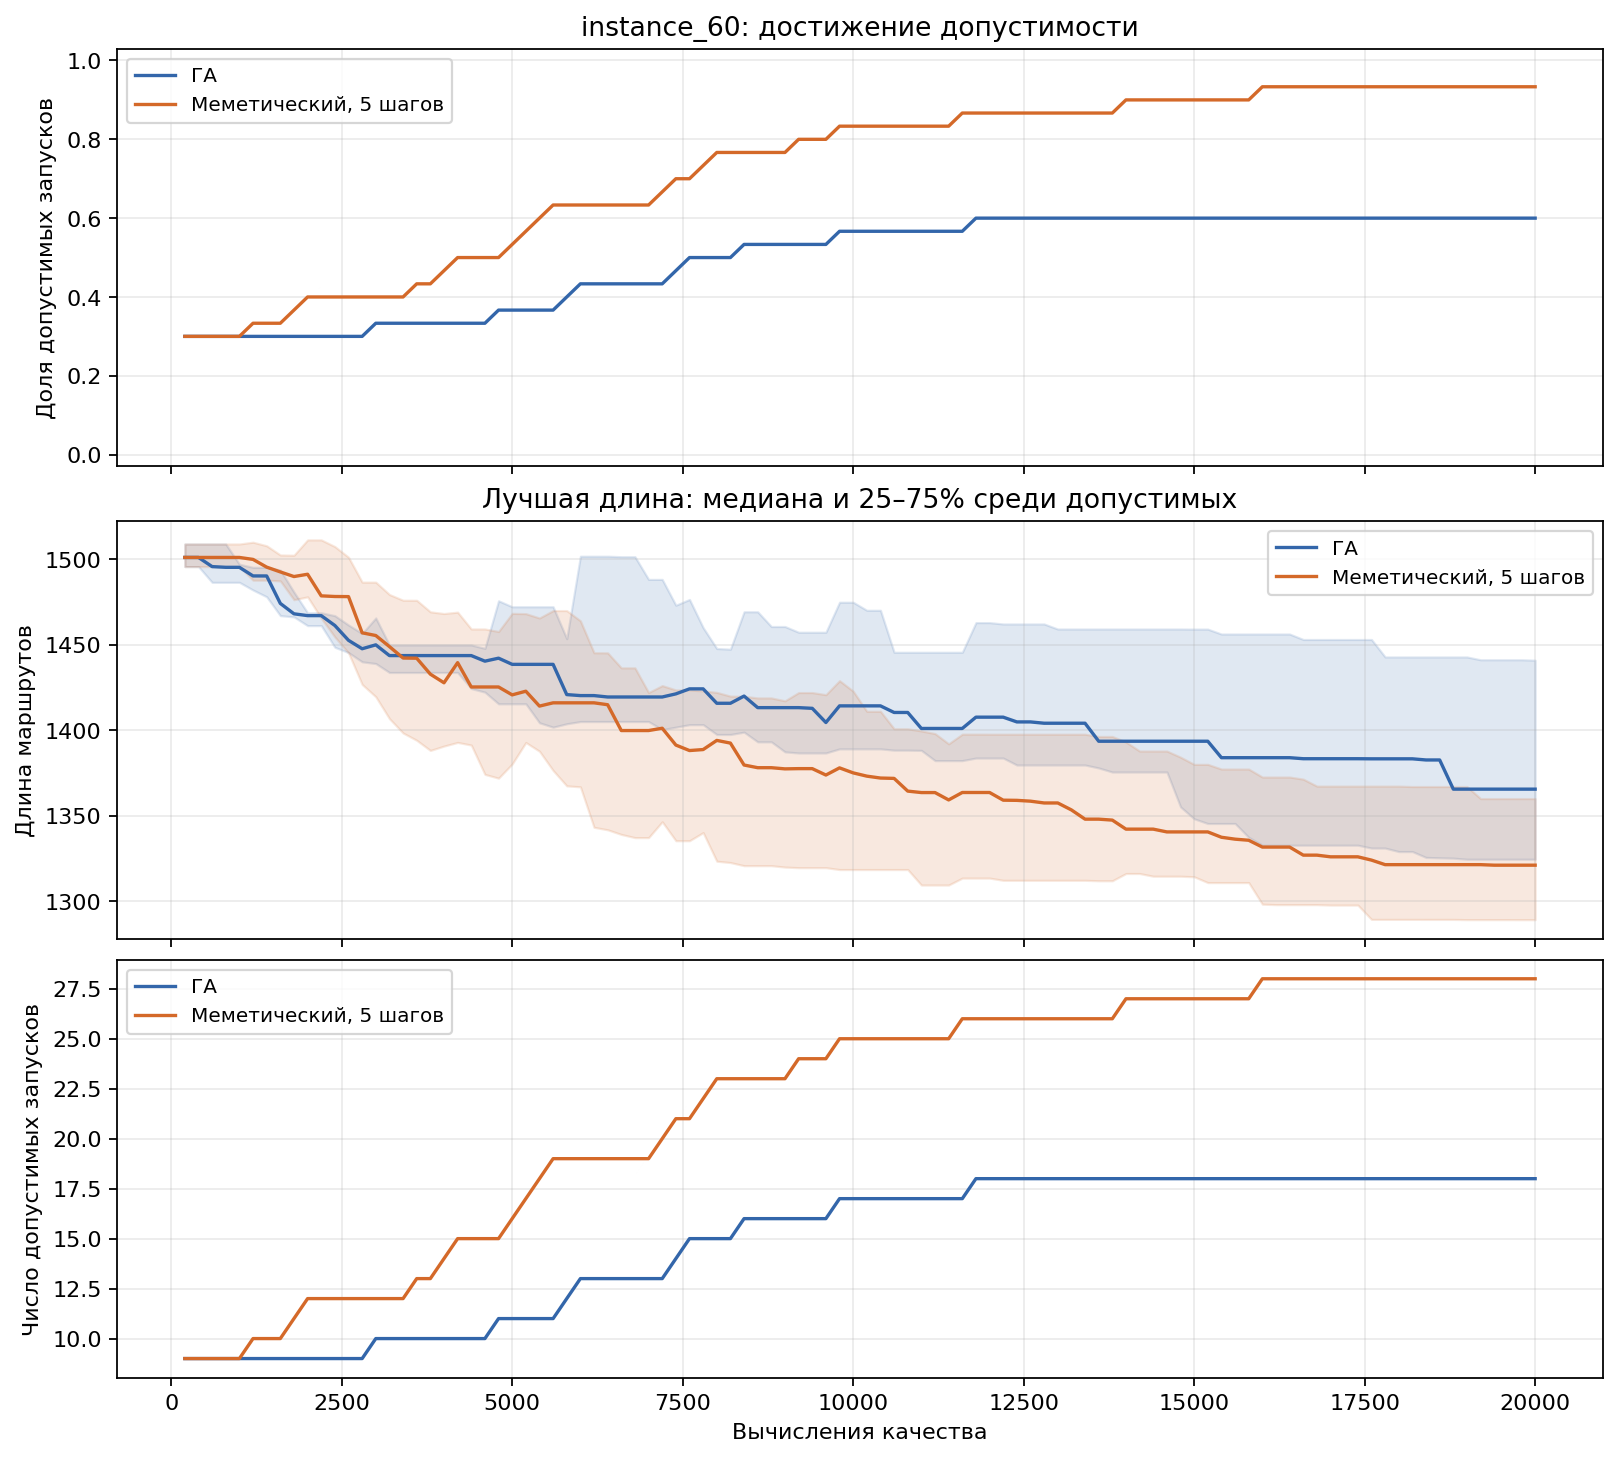 instance_60: достижение допустимости
1.0
0.8
0.6
0.4
0.2
0.0
Доля допустимых запусков
ГА
Меметический, 5 шагов
Лучшая длина: медиана и 25–75% среди допустимых
1500
1450
1400
1350
1300
Длина маршрутов
ГА
Меметический, 5 шагов
27.5
25.0
22.5
20.0
17.5
15.0
12.5
10.0
Число допустимых запусков
ГА
Меметический, 5 шагов
0 2500 5000 7500 10000 12500 15000 17500 20000
Вычисления качества